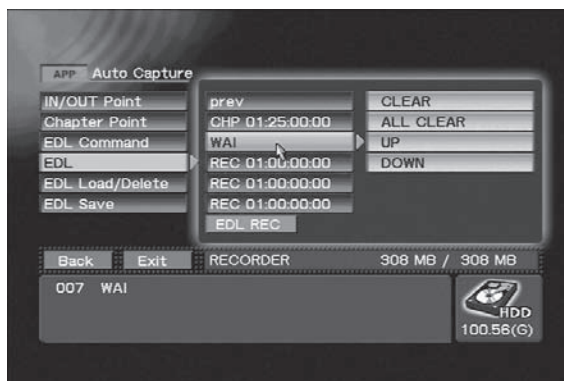 APP Auto Capture
IN/OUT Point prev CLEAR
Chapter Point CHP 01:25:00:00 ALL CLEAR
EDL Command WAI UP
EDL REC 01:00:00:00 DOWN
EDL Load/Delete REC 01:00:00:00
EDL Save REC 01:00:00:00
EDL REC
Back Exit RECORDER 308 MB / 308 MB
007 WAI
HDD
100.56(G)